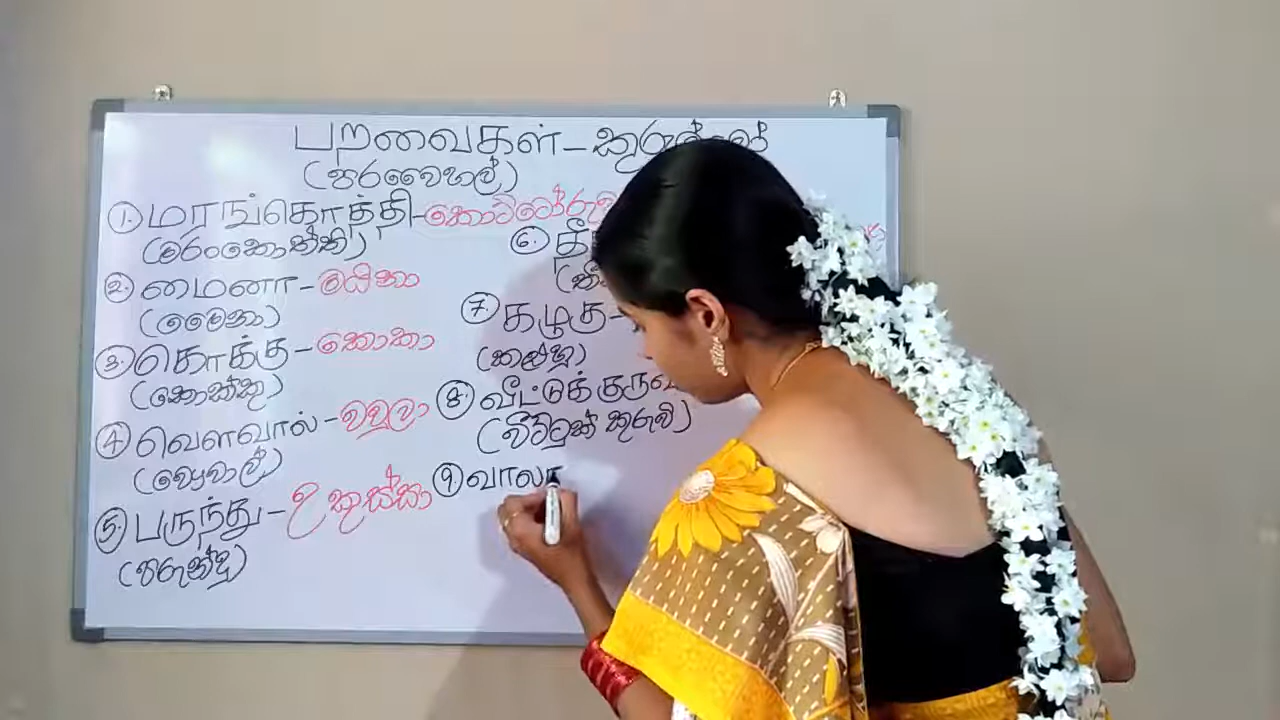 பறவைகள் - කුරුල්ලෝ
(පරවෛහල්)
1. மரங்கொத்தி - කොට්ටෝරුවා
(මරංකොත්ති)
2. மைனா - මයිනා
(මෛනා)
3. கொக்கு - කොකා
(කොක්කු)
4. வௌவால் - වවුලා
(වෞවාල්)
5. பருந்து - උකුස්සා
(පරුන්දු)
6.
7. கழுகு -
(කළුහු)
8. வீட்டுக் குருவி
(වීට்ටුක් කුරුවි)
9. வாலா